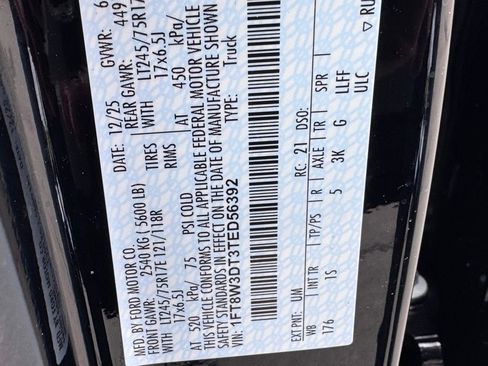 MFD. BY FORD MOTOR CO.
DATE: 12/25 GVWR: 6
FRONT GAWR: REAR GAWR: 449
2540 KG ( 5600 LB) WITH
LT245/75R17E 121/118R TIRES LT245/75R17
17x6.5J RIMS 17x6.5J
AT 520 kPa/ 75 PSI COLD AT 450 kPa/
THIS VEHICLE CONFORMS TO ALL APPLICABLE FEDERAL MOTOR VEHICLE
SAFETY STANDARDS IN EFFECT ON THE DATE OF MANUFACTURE SHOWN
VIN: 1FT8W3DT3TED56392 TYPE: Truck
EXT PNT: UM RC: 21 DSO:
WB INT TR TP/PS R AXLE TR SPR
176 1S 5 3K G LLFF
ULC
▽ RU